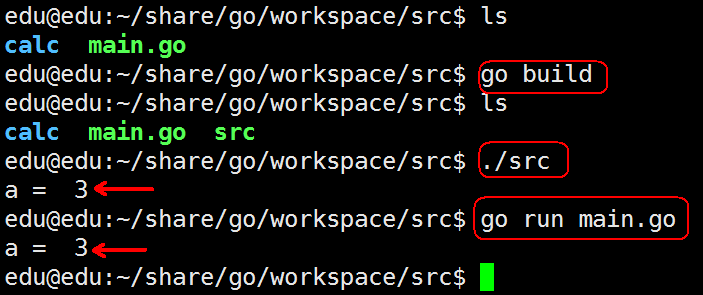 edu@edu:~/share/go/workspace/src$ ls
calc  main.go
edu@edu:~/share/go/workspace/src$ go build
edu@edu:~/share/go/workspace/src$ ls
calc  main.go  src
edu@edu:~/share/go/workspace/src$ ./src
a =  3
edu@edu:~/share/go/workspace/src$ go run main.go
a =  3
edu@edu:~/share/go/workspace/src$